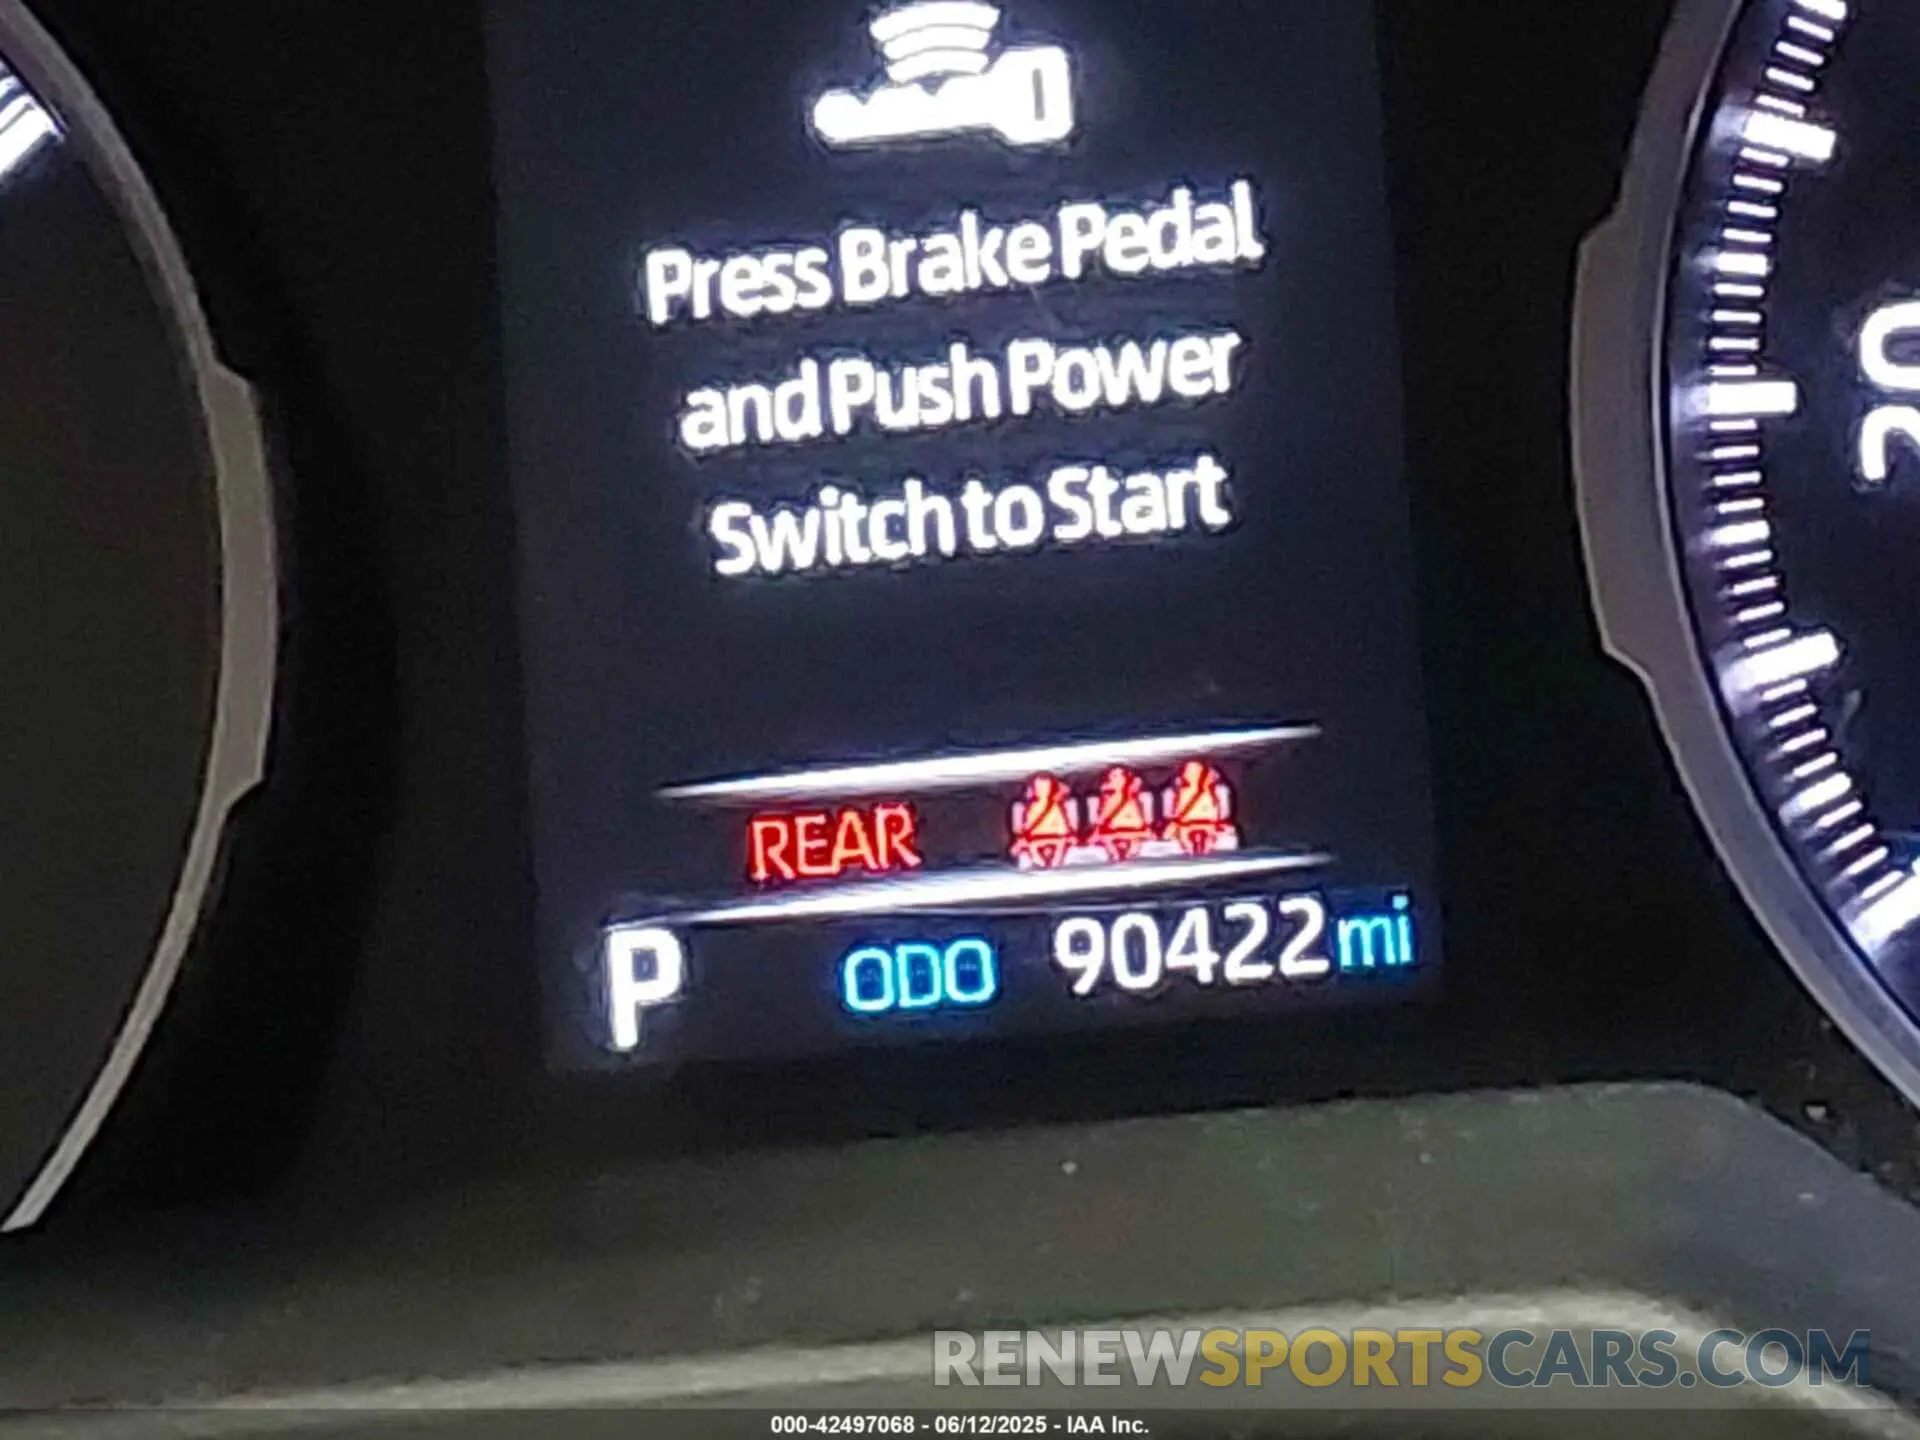 Press Brake Pedal
and Push Power
Switch to Start
20
REAR
P ODO 90422 mi
RENEWSPORTSCARS.COM
000-42497068 - 06/12/2025 - IAA Inc.